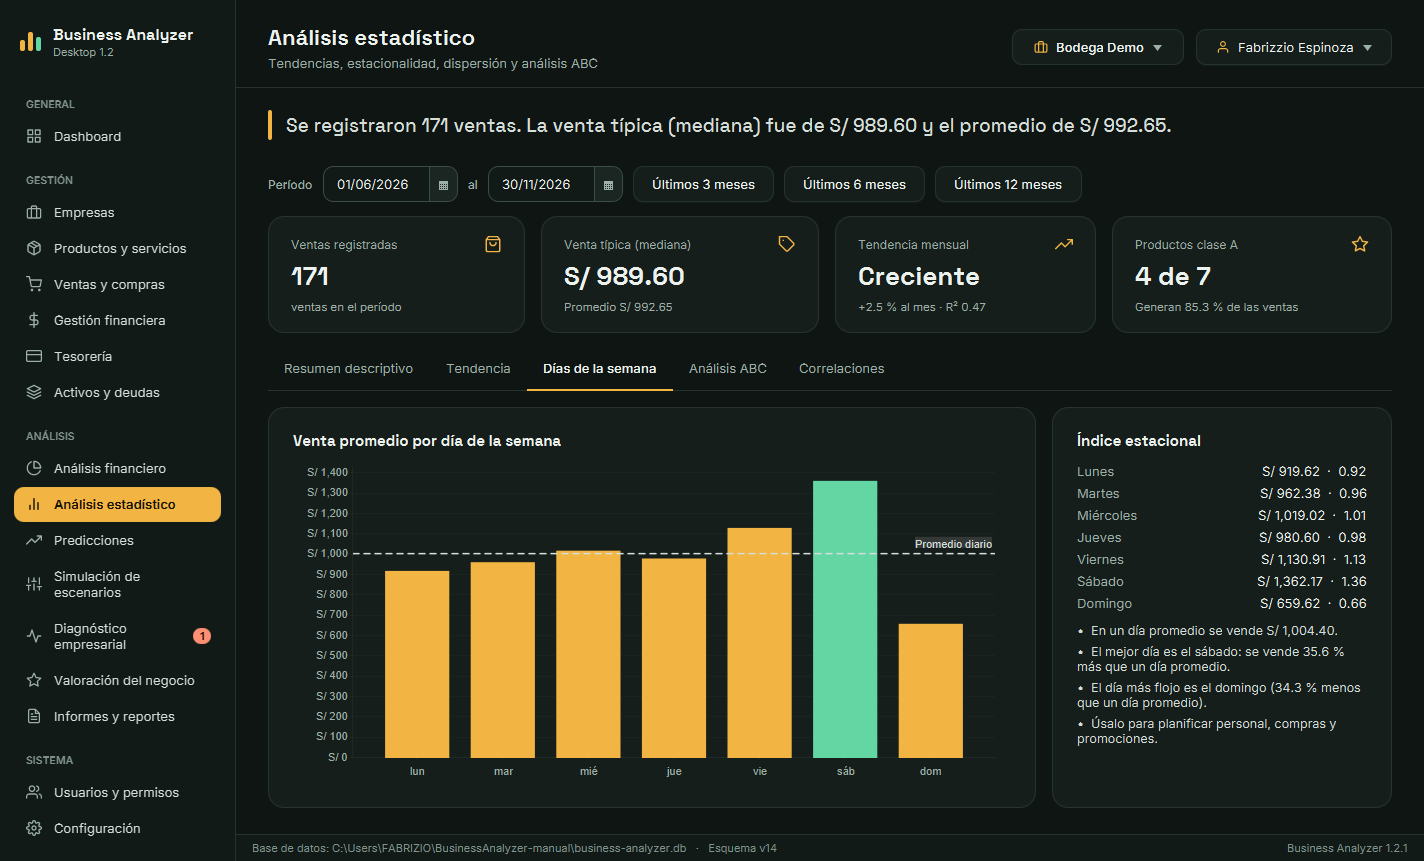 Business Analyzer
Desktop 1.2
GENERAL
Dashboard
GESTIÓN
Empresas
Productos y servicios
Ventas y compras
Gestión financiera
Tesorería
Activos y deudas
ANÁLISIS
Análisis financiero
Análisis estadístico
Predicciones
Simulación de
escenarios
Diagnóstico
empresarial
1
Valoración del negocio
Informes y reportes
SISTEMA
Usuarios y permisos
Configuración
Análisis estadístico
Tendencias, estacionalidad, dispersión y análisis ABC
Bodega Demo
Fabrizzio Espinoza
Se registraron 171 ventas. La venta típica (mediana) fue de S/ 989.60 y el promedio de S/ 992.65.
Período 01/06/2026 al 30/11/2026 Últimos 3 meses Últimos 6 meses Últimos 12 meses
Ventas registradas
171
ventas en el período
Venta típica (mediana)
S/ 989.60
Promedio S/ 992.65
Tendencia mensual
Creciente
+2.5 % al mes · R² 0.47
Productos clase A
4 de 7
Generan 85.3 % de las ventas
Resumen descriptivo Tendencia Días de la semana Análisis ABC Correlaciones
Venta promedio por día de la semana
S/ 1,400
S/ 1,300
S/ 1,200
S/ 1,100
S/ 1,000
S/ 900
S/ 800
S/ 700
S/ 600
S/ 500
S/ 400
S/ 300
S/ 200
S/ 100
S/ 0
Promedio diario
lun mar mié jue vie sáb dom
Índice estacional
Lunes S/ 919.62 · 0.92
Martes S/ 962.38 · 0.96
Miércoles S/ 1,019.02 · 1.01
Jueves S/ 980.60 · 0.98
Viernes S/ 1,130.91 · 1.13
Sábado S/ 1,362.17 · 1.36
Domingo S/ 659.62 · 0.66
• En un día promedio se vende S/ 1,004.40.
• El mejor día es el sábado: se vende 35.6 %
más que un día promedio.
• El día más flojo es el domingo (34.3 % menos
que un día promedio).
• Úsalo para planificar personal, compras y
promociones.
Base de datos: C:\Users\FABRIZIO\BusinessAnalyzer-manual\business-analyzer.db · Esquema v14
Business Analyzer 1.2.1